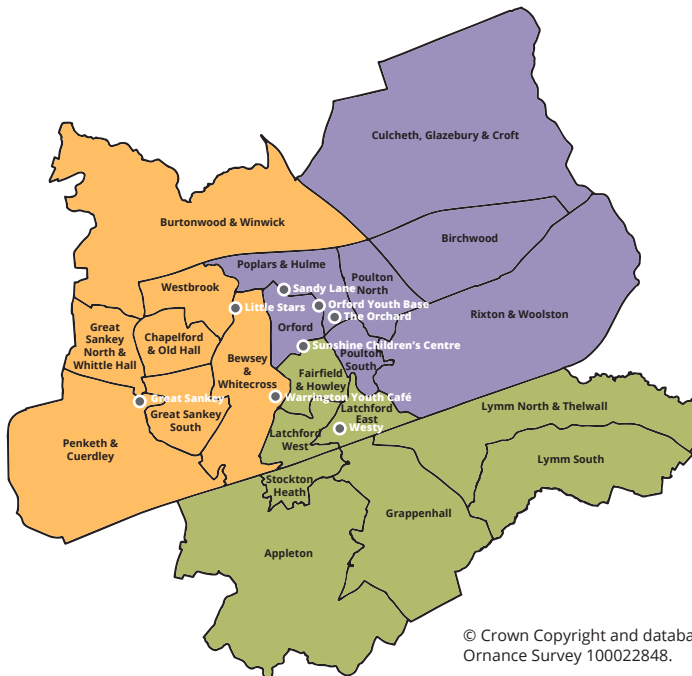 Culcheth, Glazebury & Croft
Burtonwood & Winwick
Birchwood
Poplars & Hulme
Poulton
North
Westbrook
Sandy Lane
Little Stars
Orford Youth Base
The Orchard
Rixton & Woolston
Great
Sankey
North &
Whittle Hall
Chapelford
& Old Hall
Orford
Sunshine Children's Centre
Bewsey
&
Whitecross
Poulton
South
Fairfield
& Howley
Great Sankey
Warrington Youth Café
Great Sankey
South
Latchford
East
Lymm North & Thelwall
Westy
Penketh &
Cuerdley
Latchford
West
Lymm South
Stockton
Heath
Grappenhall
Appleton
© Crown Copyright and databa
Ornance Survey 100022848.